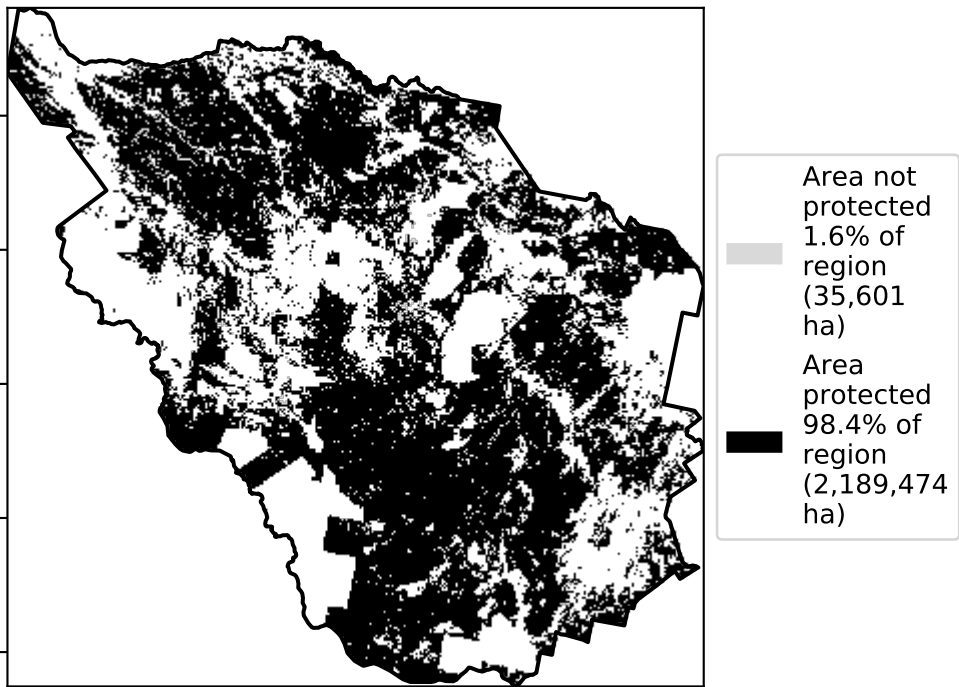 Area not
protected
1.6% of
region
(35,601
ha)
Area
protected
98.4% of
region
(2,189,474
ha)